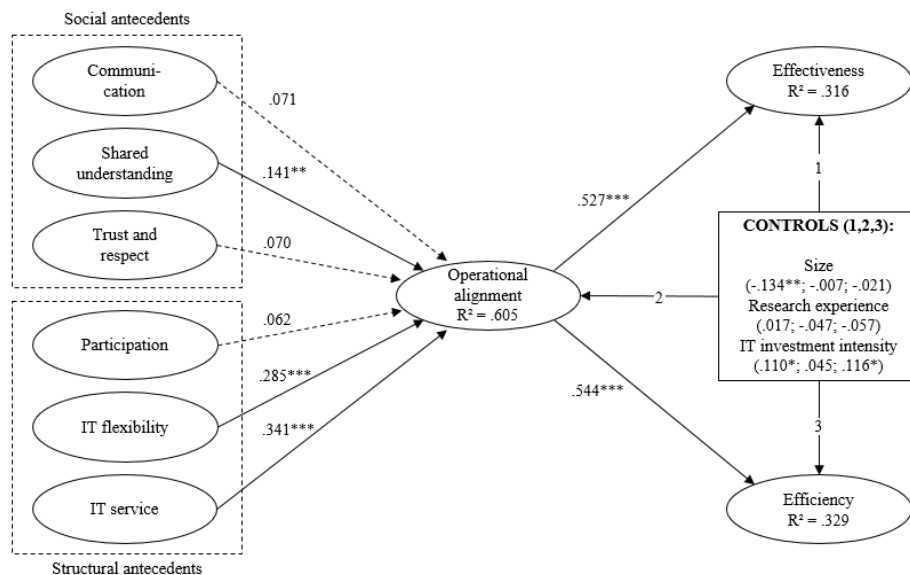 Social antecedents
Communi-
cation
.071
Shared
understanding
.141**
Trust and
respect
.070
Participation
.062
IT flexibility
.285***
IT service
.341***
Structural antecedents
Operational
alignment
R² = .605
.527***
.544***
Effectiveness
R² = .316
1
CONTROLS (1,2,3):
Size
(-.134**; -.007; -.021)
Research experience
(.017; -.047; -.057)
IT investment intensity
(.110*; .045; .116*)
2
3
Efficiency
R² = .329